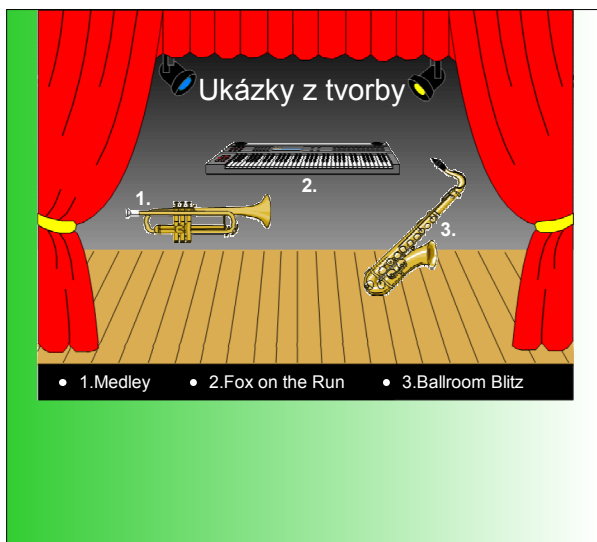 Ukázky z tvorby
1.
2.
3.
• 1.Medley • 2.Fox on the Run • 3.Ballroom Blitz